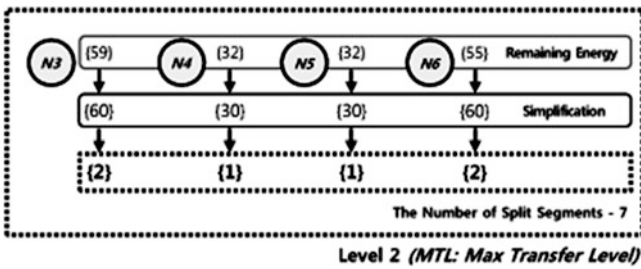 N3 {59} N4 {32} N5 {32} N6 {55} Remaining Energy
{60} {30} {30} {60} Simplification
{2} {1} {1} {2}
The Number of Split Segments - 7
Level 2 (MTL: Max Transfer Level)